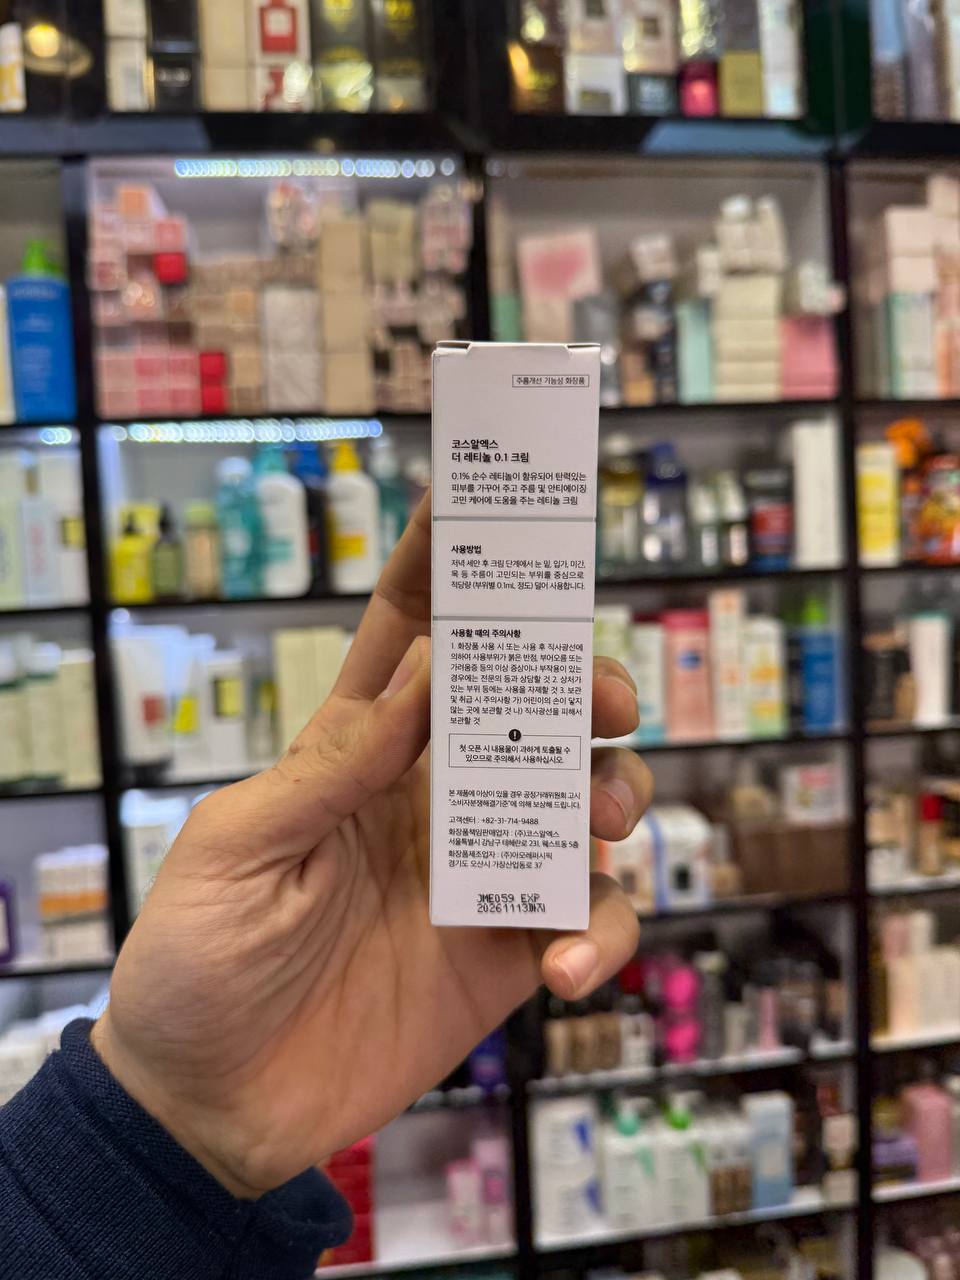 주름개선 기능성 화장품
코스알엑스
더 레티놀 0.1 크림
0.1% 순수 레티놀이 함유되어 탄력있는
피부를 가꾸어 주고 주름 및 안티에이징
고민 케어에 도움을 주는 레티놀 크림
사용방법
저녁 세안 후 크림 단계에서 눈 밑, 입가, 미간,
목 등 주름이 고민되는 부위를 중심으로
적당량 (부위별 0.1mL 정도) 덜어 사용합니다.
사용할 때의 주의사항
1. 화장품 사용 시 또는 사용 후 직사광선에
의하여 사용부위가 붉은 반점, 부어오름 또는
가려움증 등의 이상 증상이나 부작용이 있는
경우에는 전문의 등과 상담할 것 2. 상처가
있는 부위 등에는 사용을 자제할 것 3. 보관
및 취급 시 주의사항 가) 어린이의 손이 닿지
않는 곳에 보관할 것 나) 직사광선을 피해서
보관할 것
!
첫 오픈 시 내용물이 과하게 토출될 수
있으므로 주의해서 사용하십시오.
본 제품에 이상이 있을 경우 공정거래위원회 고시
"소비자분쟁해결기준"에 의해 보상해 드립니다.
고객센터 : +82-31-714-9488
화장품책임판매업자 : (주)코스알엑스
서울특별시 강남구 테헤란로 231, 웨스트동 5층
화장품제조업자 : (주)아모레퍼시픽
경기도 오산시 가장산업동로 37
JME059 EXP
20261113까지